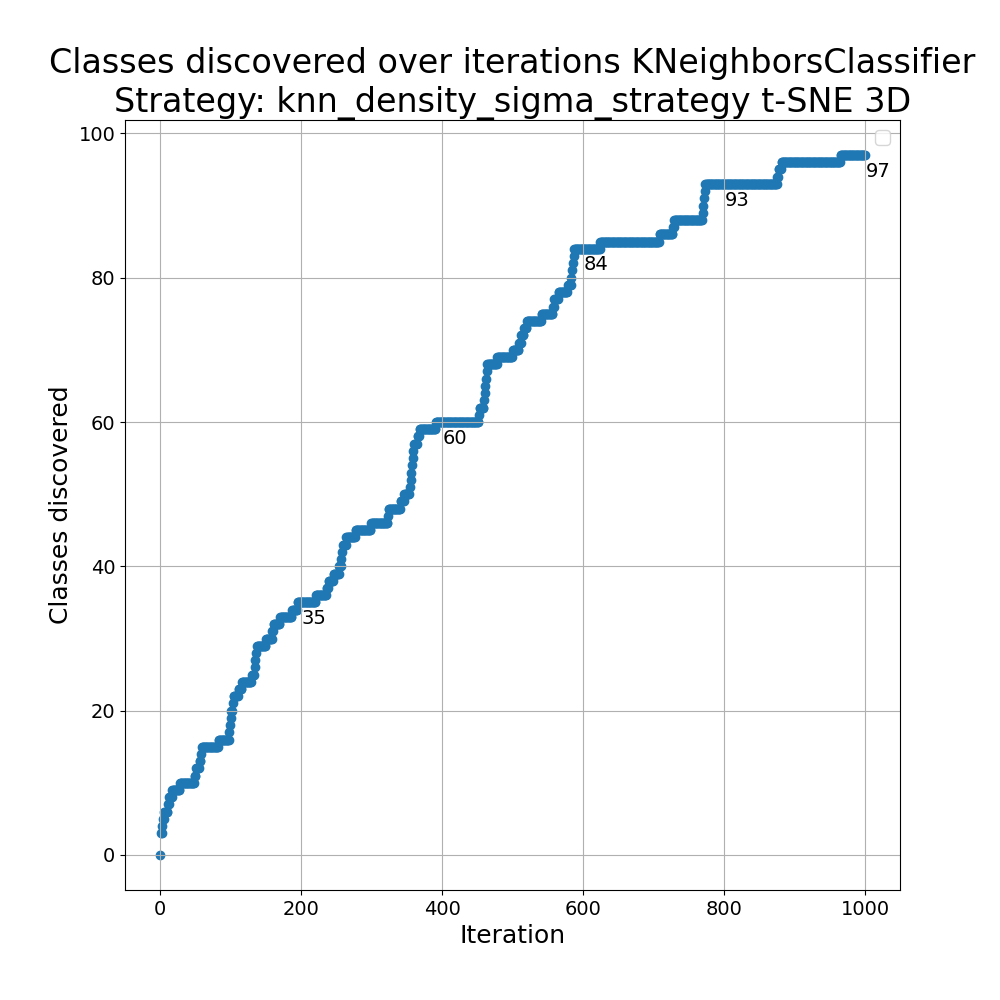 Classes discovered over iterations KNeighborsClassifier
Strategy: knn_density_sigma_strategy t-SNE 3D
100
80
60
40
20
0
Classes discovered
97
93
84
60
35
0 200 400 600 800 1000
Iteration